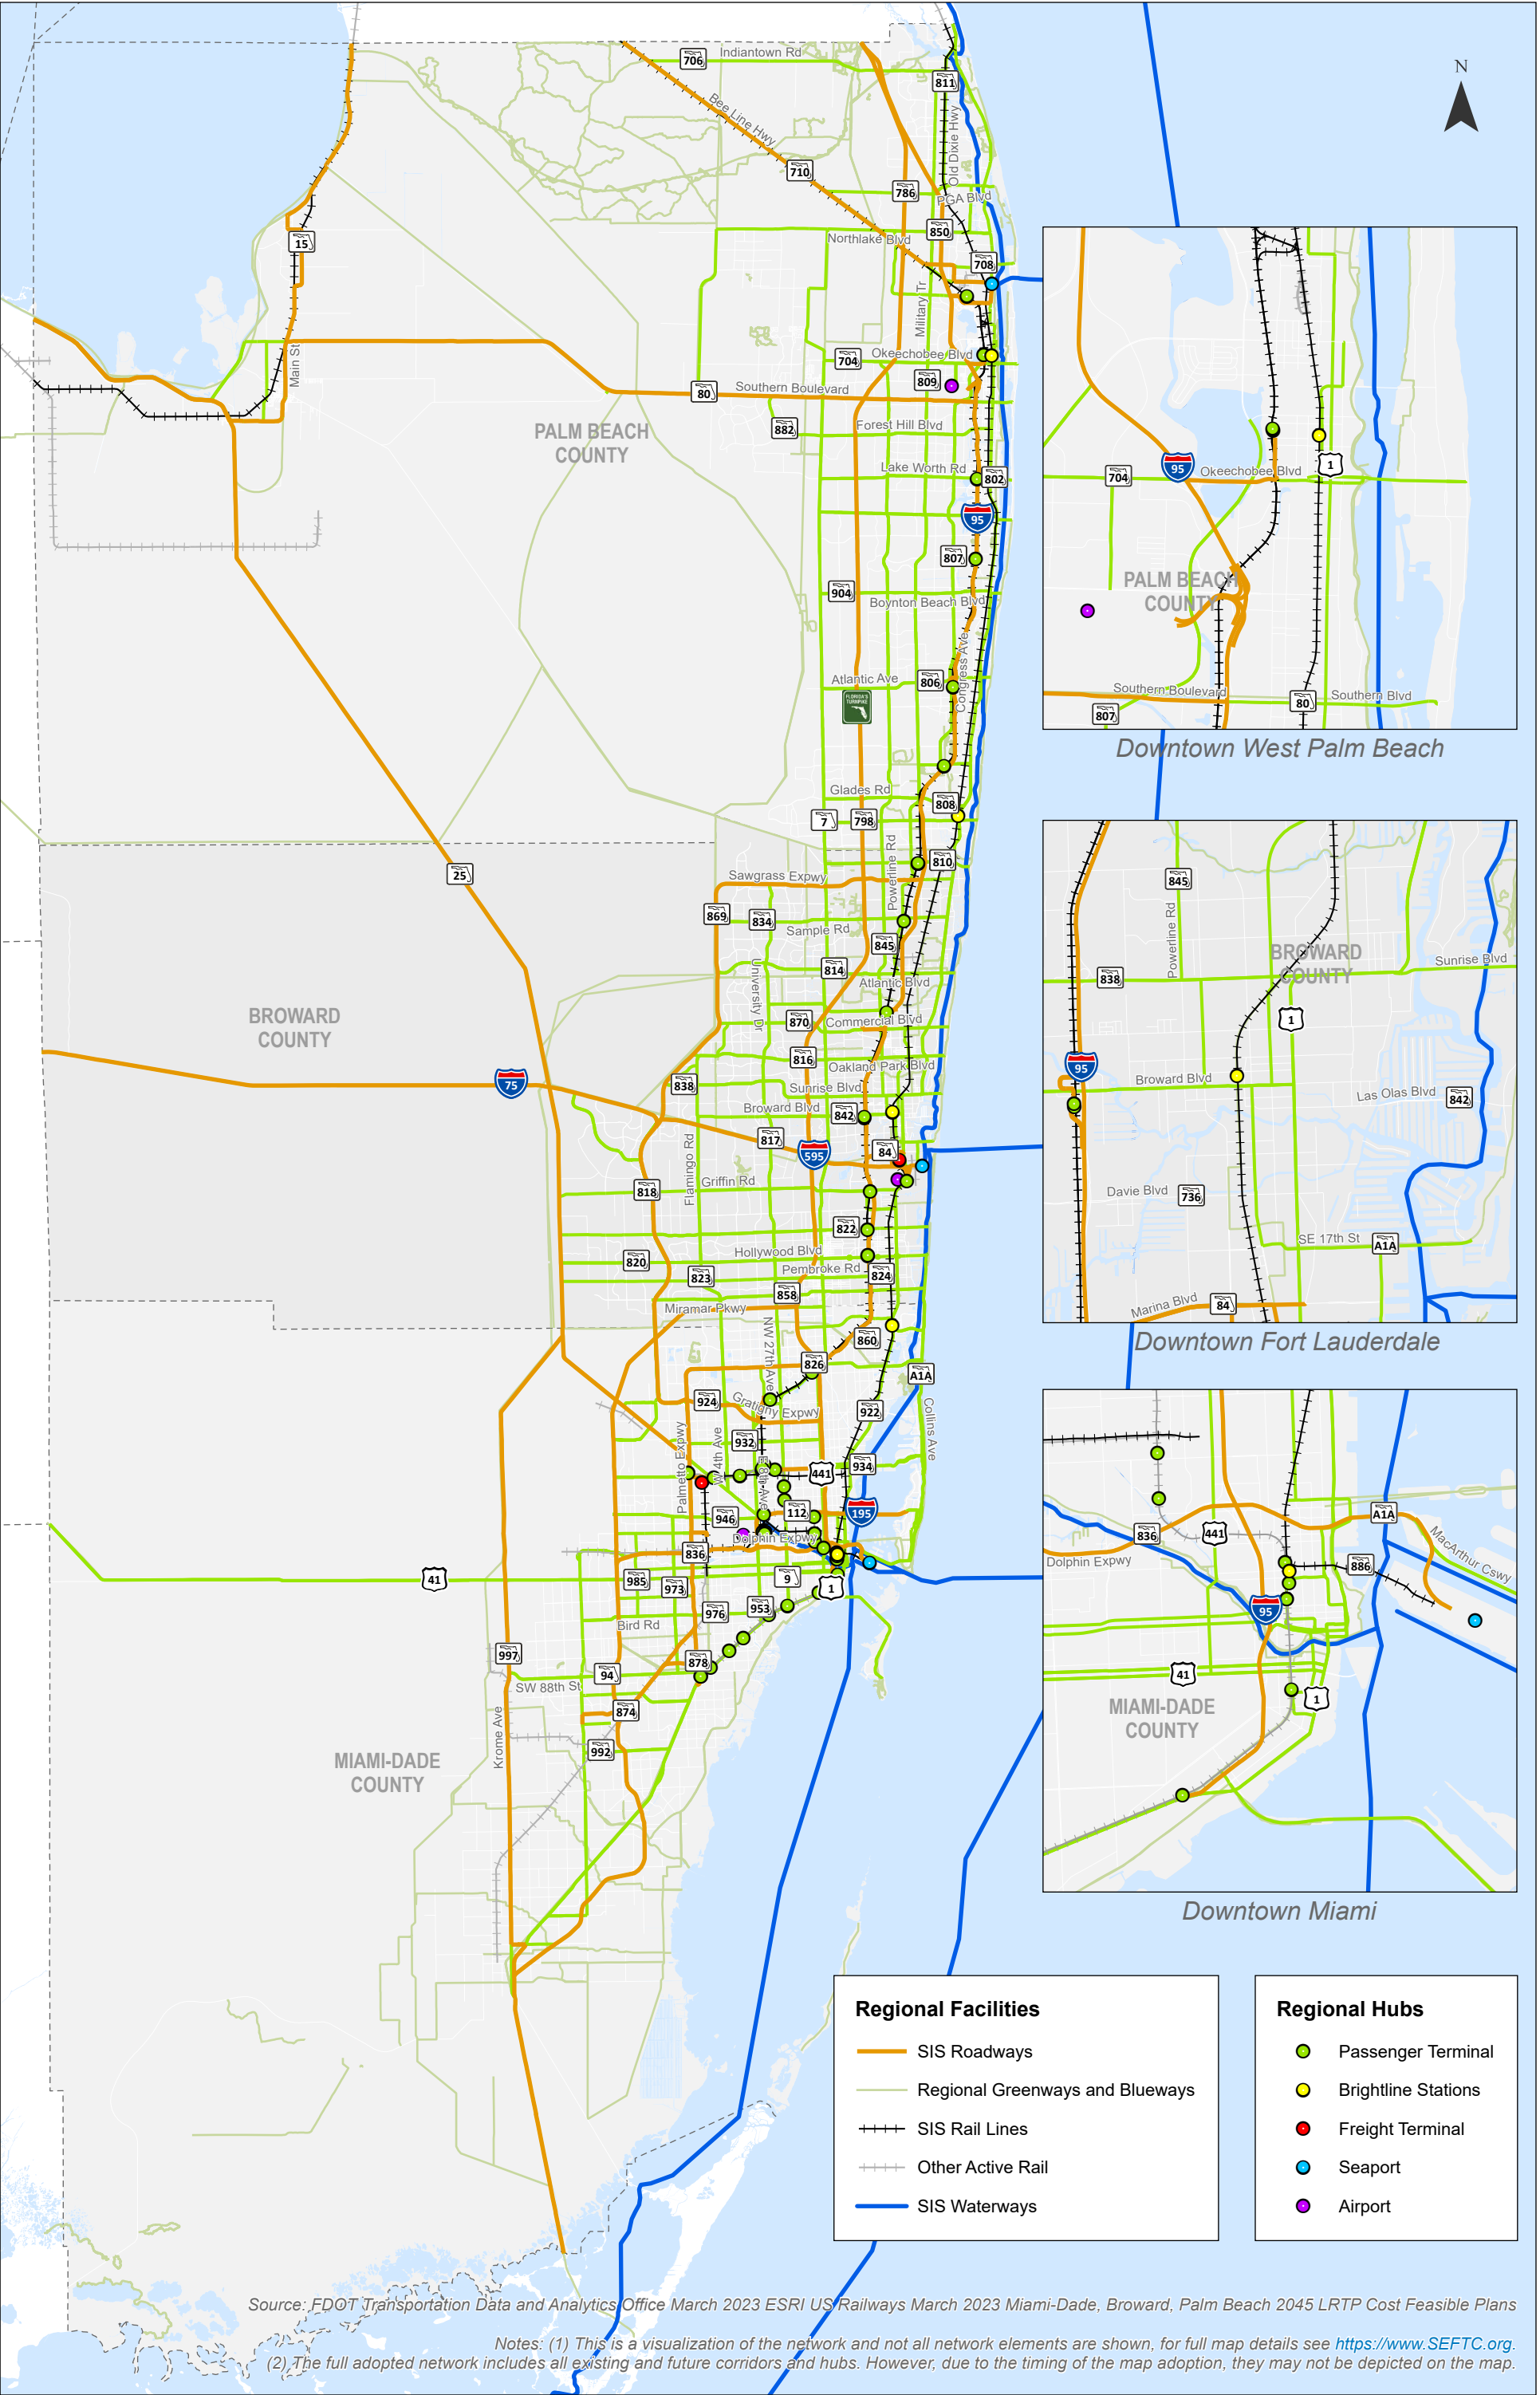 N
Indiantown Rd
706
811
Bee Line Hwy
Old Dixie Hwy
710
786
PGA Blvd
15
850
Northlake Blvd
708
Military Tr
Main St
704
Okeechobee Blvd
809
80
Southern Boulevard
882
Forest Hill Blvd
PALM BEACH
COUNTY
Lake Worth Rd
802
95
807
904
Boynton Beach Blvd
Congress Ave
Atlantic Ave
806
FLORIDA'S
TURNPIKE
Glades Rd
808
7
798
Powerline Rd
810
25
Sawgrass Expwy
869
834
Sample Rd
845
814
University Dr
Atlantic Blvd
BROWARD
COUNTY
870
Commercial Blvd
816
Oakland Park Blvd
75
838
Sunrise Blvd
Broward Blvd
842
817
595
84
Flamingo Rd
818
Griffin Rd
822
820
Hollywood Blvd
823
Pembroke Rd
824
858
Miramar Pkwy
NW 27th Ave
860
826
A1A
924
Gratigny Expwy
922
Collins Ave
Palmetto Expwy
W 4th Ave
932
441
934
E 8th Ave
946
112
195
836
Dolphin Expwy
41
985
973
9
1
976
953
Bird Rd
997
878
94
SW 88th St
874
Krome Ave
992
MIAMI-DADE
COUNTY
95
704
Okeechobee Blvd
1
PALM BEACH
COUNTY
Southern Boulevard
80
Southern Blvd
807
Downtown West Palm Beach
845
Powerline Rd
BROWARD
COUNTY
838
Sunrise Blvd
1
95
Broward Blvd
Las Olas Blvd
842
Davie Blvd
736
SE 17th St
A1A
Marina Blvd
84
Downtown Fort Lauderdale
836
441
A1A
Dolphin Expwy
MacArthur Cswy
886
95
41
1
MIAMI-DADE
COUNTY
Downtown Miami
Regional Facilities
SIS Roadways
Regional Greenways and Blueways
SIS Rail Lines
Other Active Rail
SIS Waterways
Regional Hubs
Passenger Terminal
Brightline Stations
Freight Terminal
Seaport
Airport
Source: FDOT Transportation Data and Analytics Office March 2023 ESRI US Railways March 2023 Miami-Dade, Broward, Palm Beach 2045 LRTP Cost Feasible Plans
Notes: (1) This is a visualization of the network and not all network elements are shown, for full map details see https://www.SEFTC.org.
(2) The full adopted network includes all existing and future corridors and hubs. However, due to the timing of the map adoption, they may not be depicted on the map.